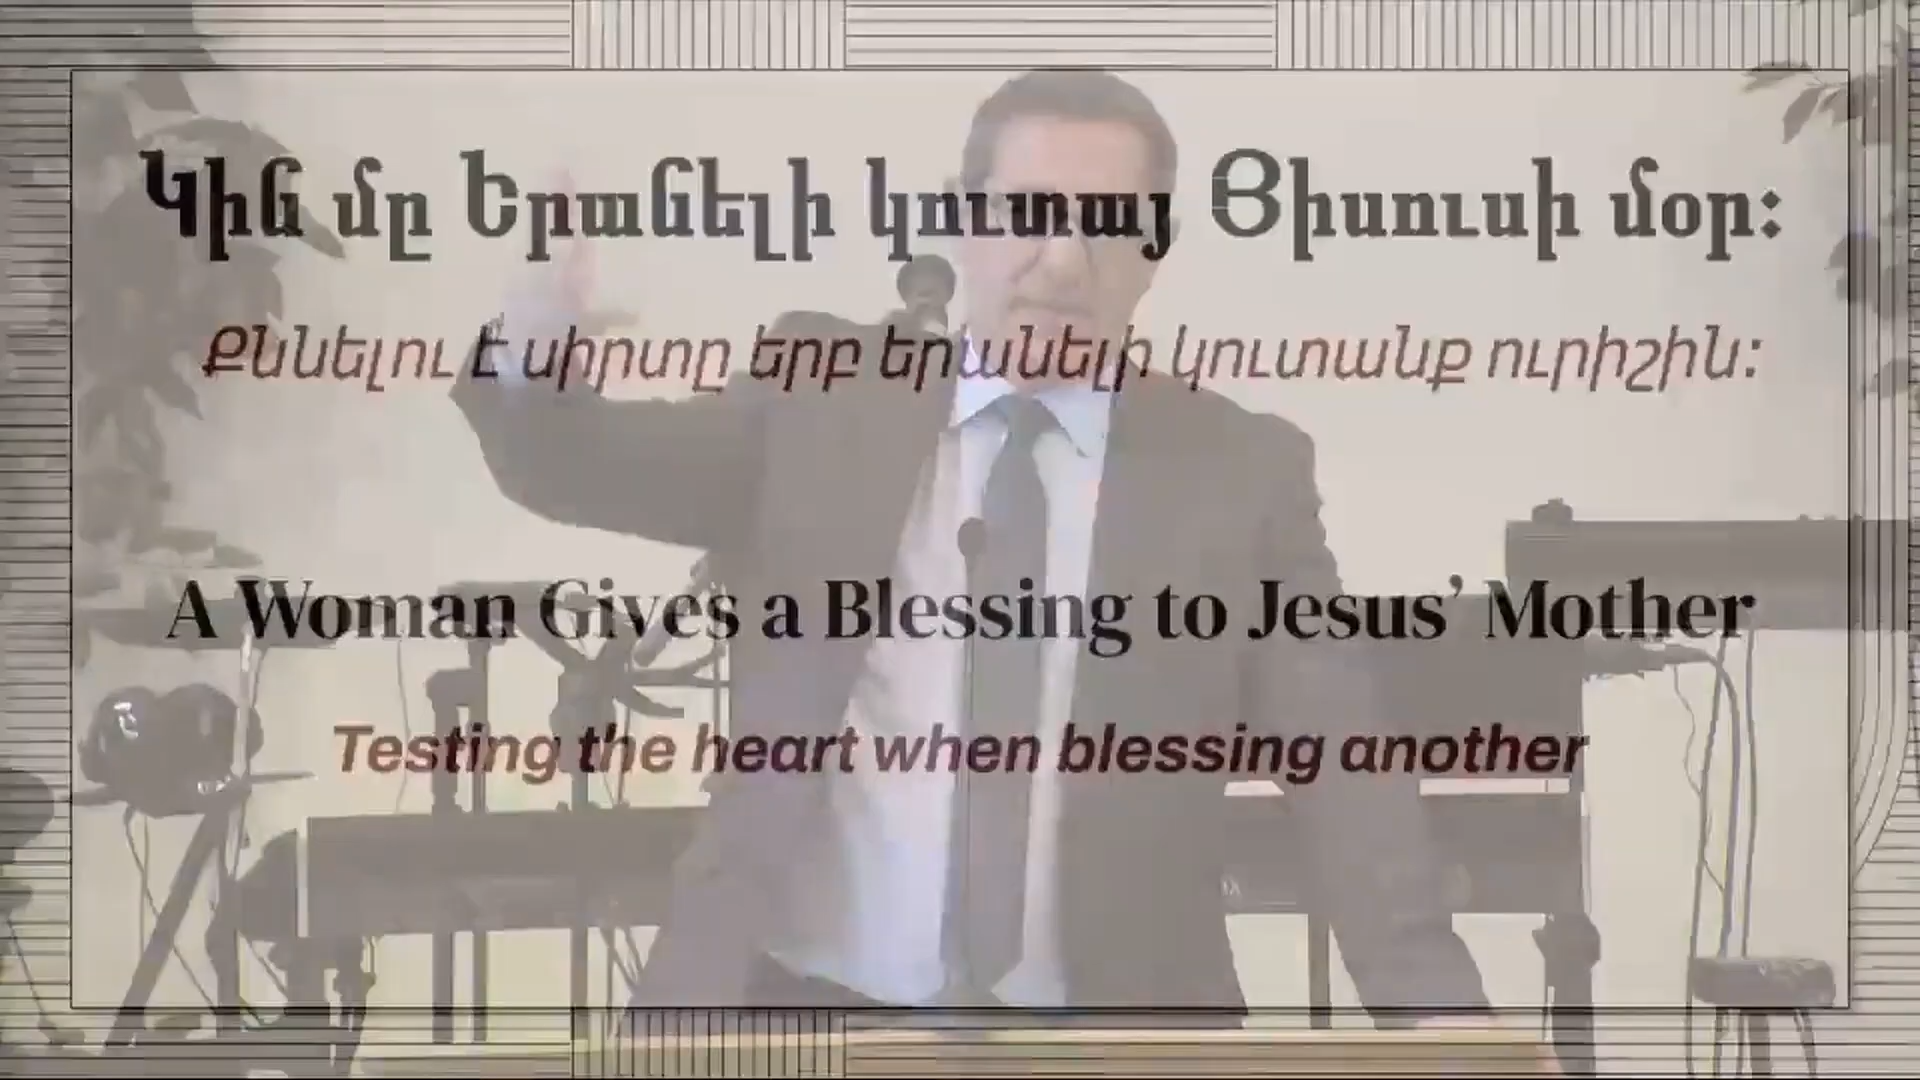 Կին մը Երանելի կուտայ Յիսուսի մօր:
Քննելու է սիրտը երբ երանելի կուտանք ուրիշին:
A Woman Gives a Blessing to Jesus’ Mother
Testing the heart when blessing another